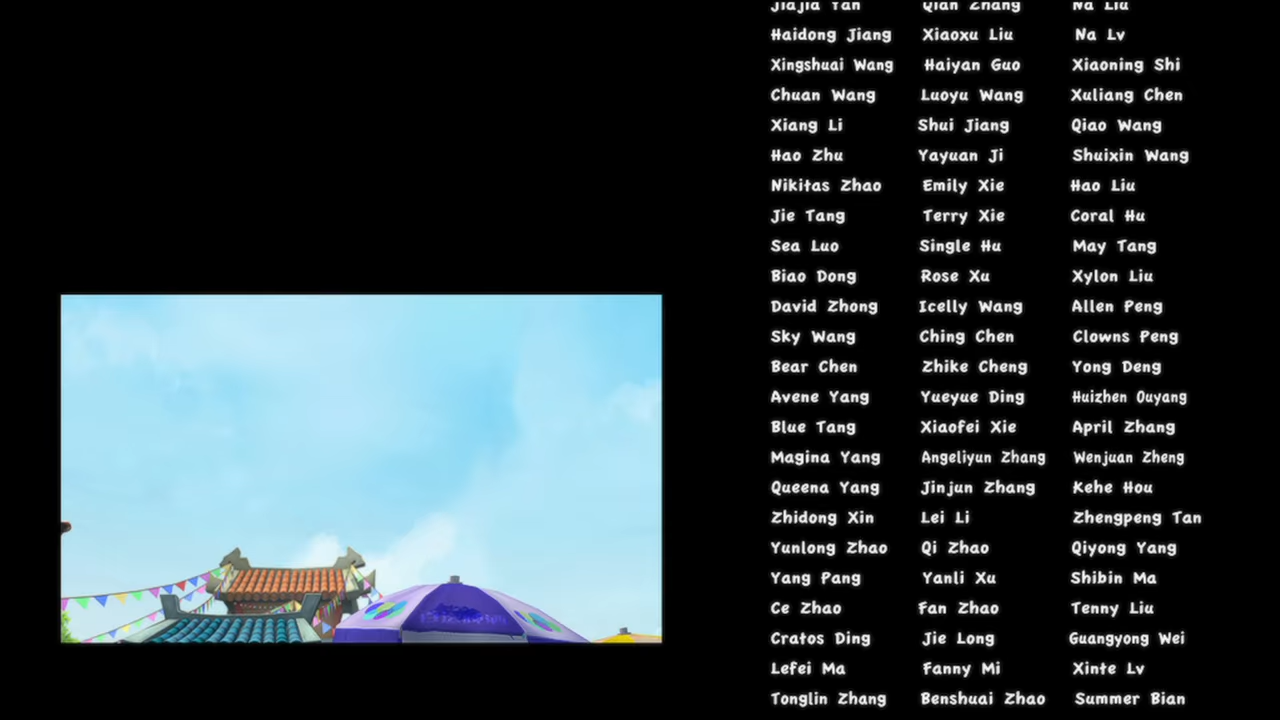 Jiajia Yan Qian Zhang Na Liu
Haidong Jiang Xiaoxu Liu Na Lv
Xingshuai Wang Haiyan Guo Xiaoning Shi
Chuan Wang Luoyu Wang Xuliang Chen
Xiang Li Shui Jiang Qiao Wang
Hao Zhu Yayuan Ji Shuixin Wang
Nikitas Zhao Emily Xie Hao Liu
Jie Tang Terry Xie Coral Hu
Sea Luo Single Hu May Tang
Biao Dong Rose Xu Xylon Liu
David Zhong Icelly Wang Allen Peng
Sky Wang Ching Chen Clowns Peng
Bear Chen Zhike Cheng Yong Deng
Avene Yang Yueyue Ding Huizhen Ouyang
Blue Tang Xiaofei Xie April Zhang
Magina Yang Angeliyun Zhang Wenjuan Zheng
Queena Yang Jinjun Zhang Kehe Hou
Zhidong Xin Lei Li Zhengpeng Tan
Yunlong Zhao Qi Zhao Qiyong Yang
Yang Pang Yanli Xu Shibin Ma
Ce Zhao Fan Zhao Tenny Liu
Cratos Ding Jie Long Guangyong Wei
Lefei Ma Fanny Mi Xinte Lv
Tonglin Zhang Benshuai Zhao Summer Bian